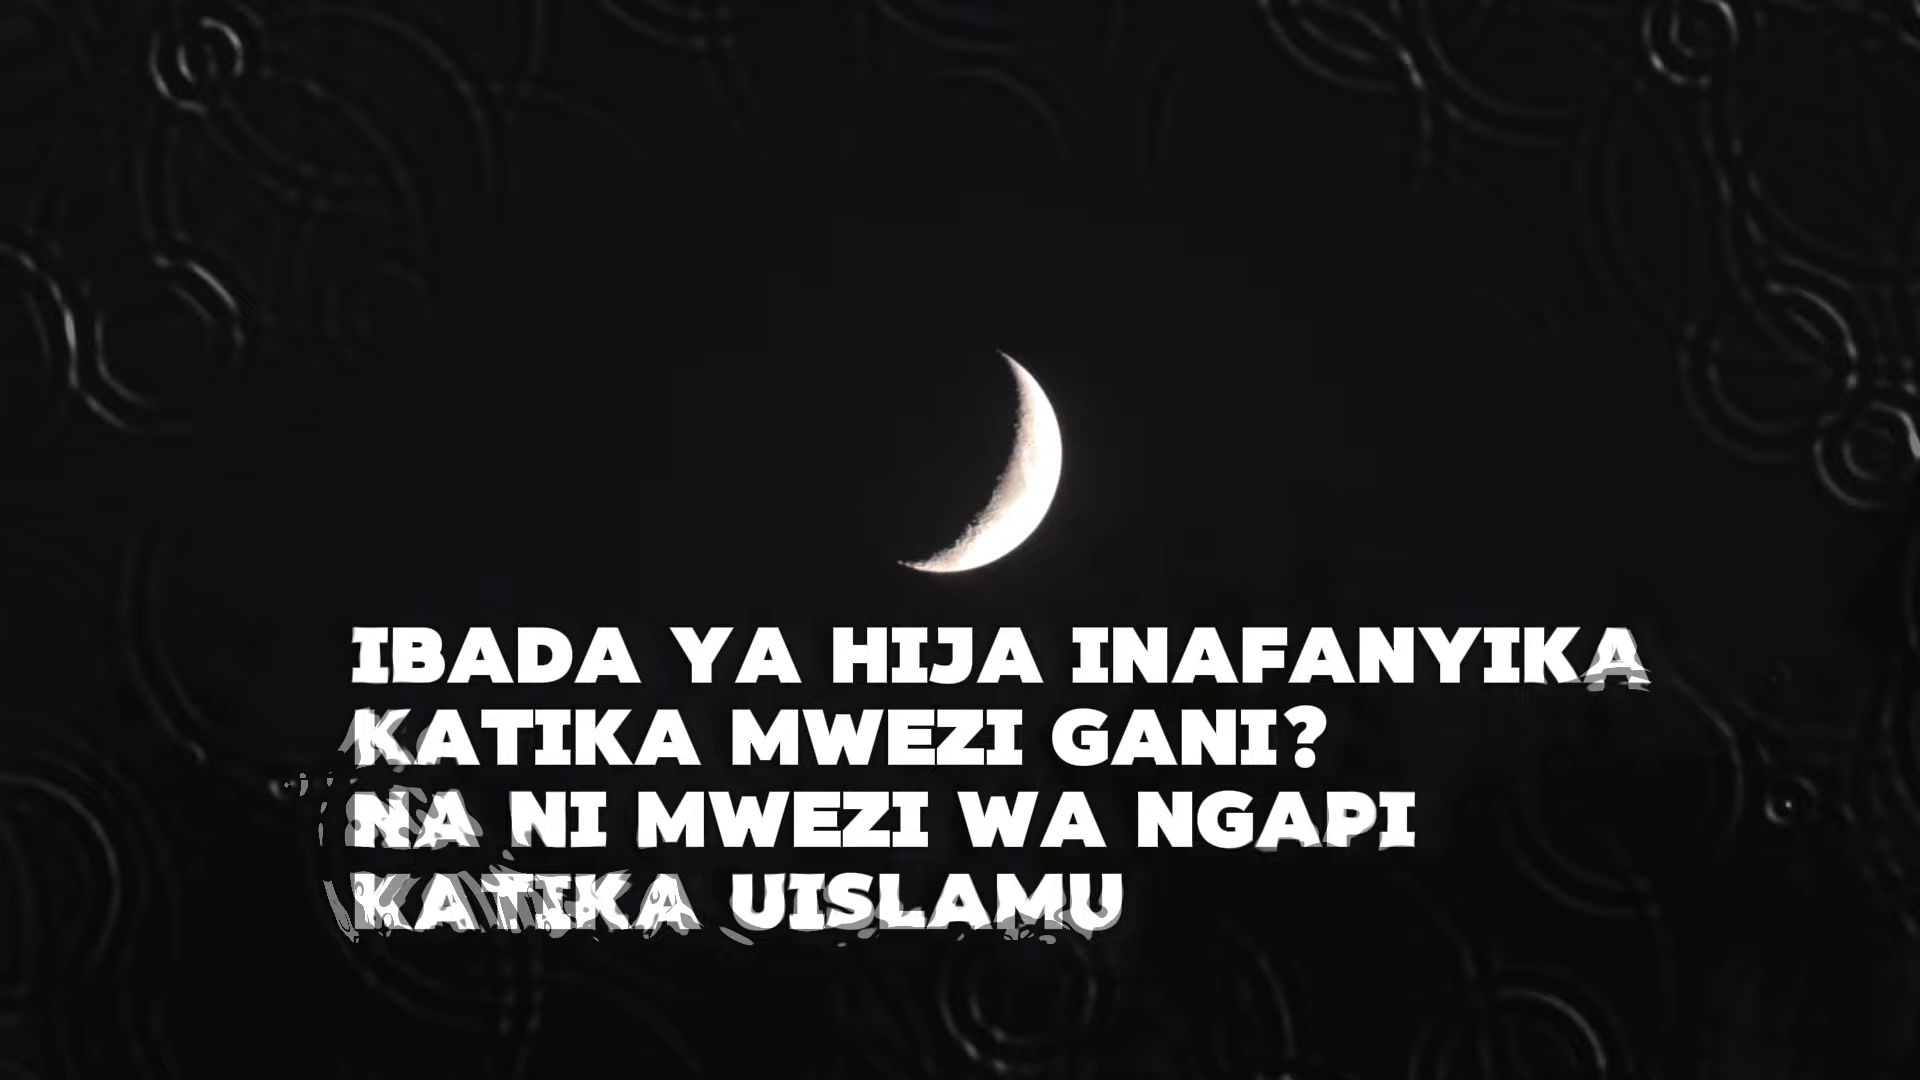 IBADA YA HIJA INAFANYIKA
KATIKA MWEZI GANI?
NA NI MWEZI WA NGAPI
KATIKA UISLAMU